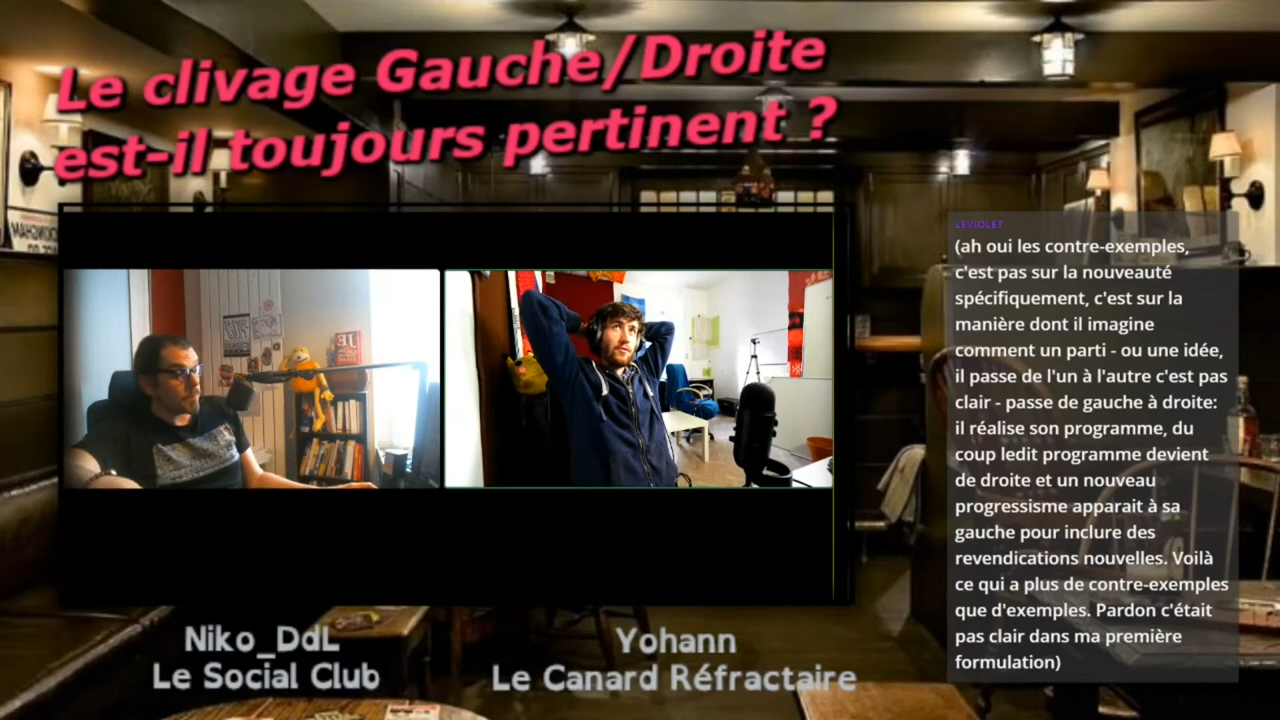 Le clivage Gauche/Droite
est-il toujours pertinent ?
LEVIOLET
(ah oui les contre-exemples,
c'est pas sur la nouveauté
spécifiquement, c'est sur la
manière dont il imagine
comment un parti - ou une idée,
il passe de l'un à l'autre c'est pas
clair - passe de gauche à droite:
il réalise son programme, du
coup ledit programme devient
de droite et un nouveau
progressisme apparait à sa
gauche pour inclure des
revendications nouvelles. Voilà
ce qui a plus de contre-exemples
que d'exemples. Pardon c'était
pas clair dans ma première
formulation)
Niko_DdL
Le Social Club
Yohann
Le Canard Réfractaire